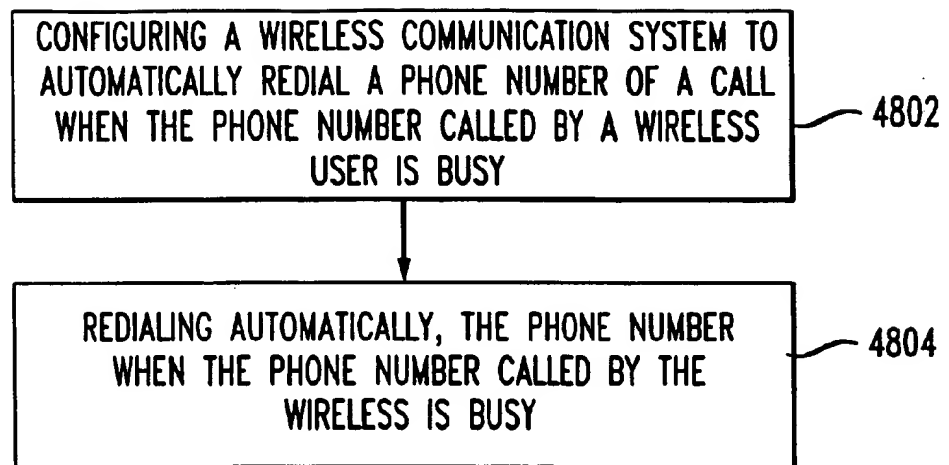 CONFIGURING A WIRELESS COMMUNICATION SYSTEM TO
AUTOMATICALLY REDIAL A PHONE NUMBER OF A CALL
WHEN THE PHONE NUMBER CALLED BY A WIRELESS
USER IS BUSY
4802
REDIALING AUTOMATICALLY, THE PHONE NUMBER
WHEN THE PHONE NUMBER CALLED BY THE
WIRELESS IS BUSY
4804